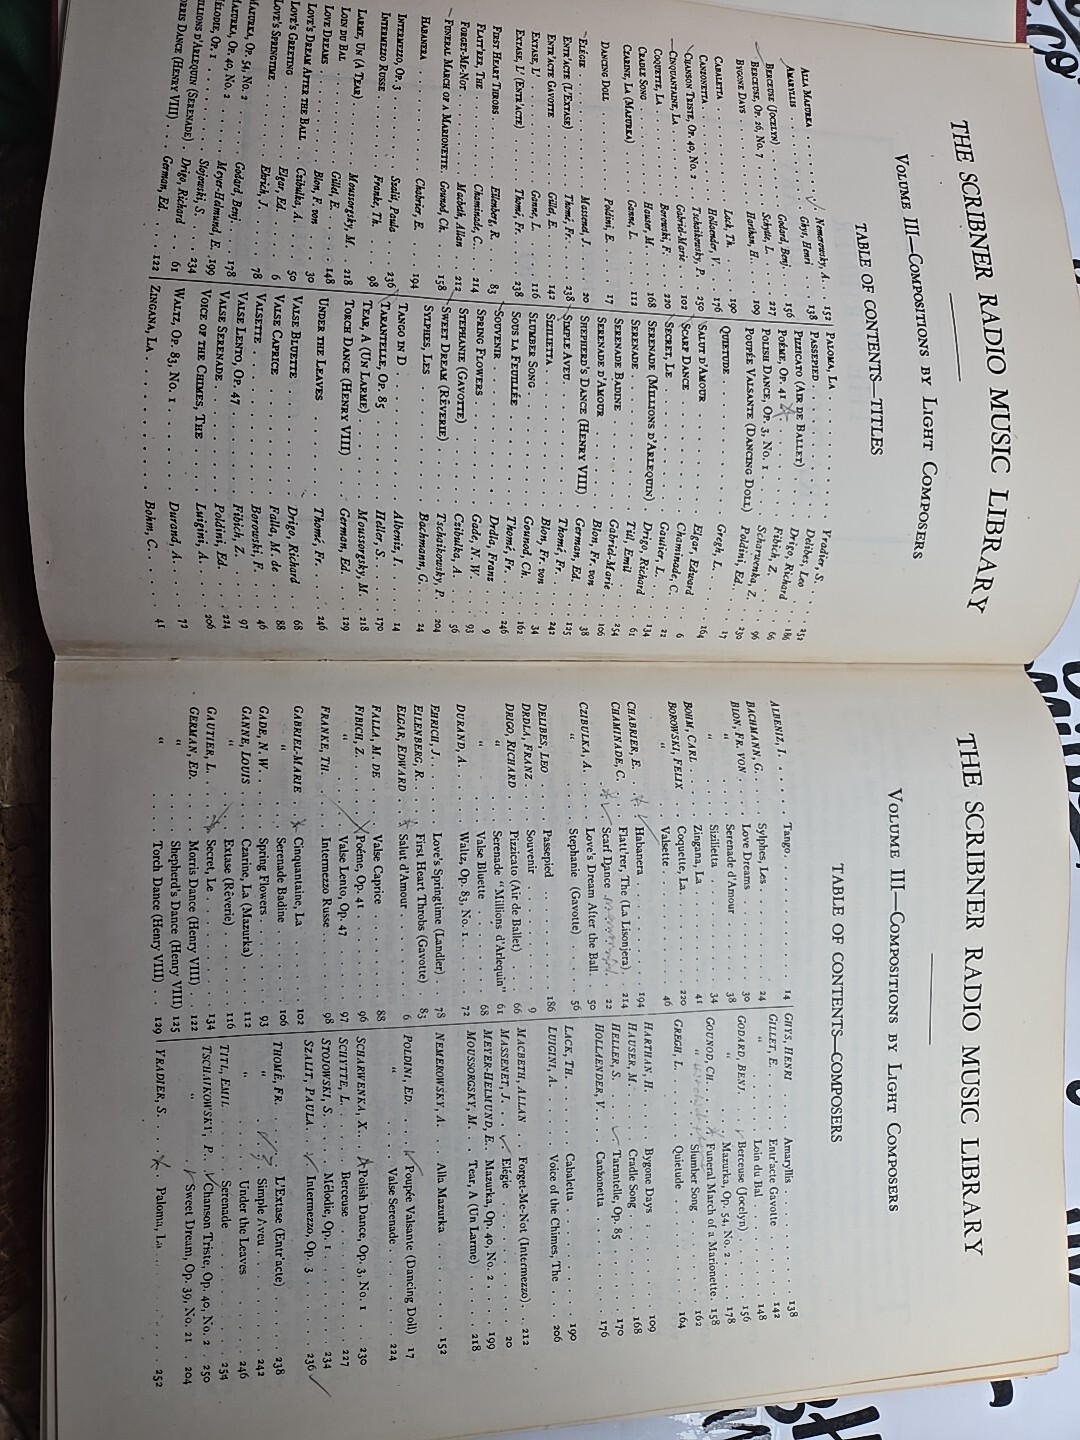 THE SCRIBNER RADIO MUSIC LIBRARY
VOLUME III—COMPOSITIONS BY LIGHT COMPOSERS
TABLE OF CONTENTS—TITLES
ALLA MAZURKA Nemerowsky, A. 152
AMARYLLIS Ghys, Henri 138
BERCEUSE (JOCELYN) Godard, Benj. 156
BERCEUSE, OP. 26, NO. 7 Schytte, L. 227
BYGONE DAYS Harthan, H. 109
CABALETTA Lack, Th. 190
CANZONETTA Hollaender, V. 176
CHANSON TRISTE, OP. 40, NO. 2 Tschaikowsky, P. 250
CINQUANTAINE, LA Gabriel-Marie 102
COQUETTE, LA Borowski, F. 220
CRADLE SONG Hauser, M. 168
CZARINE, LA (MAZURKA) Ganne, L. 112
DANCING DOLL Poldini, E. 17
ELÉGIE Massenet, J. 20
ENTR'ACTE (L'EXTASE) Thomé, Fr. 238
ENTR'ACTE GAVOTTE Gillet, E. 142
EXTASE, L' Ganne, L. 116
EXTASE, L' (ENTR'ACTE) Thomé, Fr. 238
FIRST HEART THROBS Eilenberg, R. 83
FLATT'RER, THE Chaminade, C. 214
FORGET-ME-NOT Macbeth, Allan 212
FUNERAL MARCH OF A MARIONETTE Gounod, Ch. 158
HABANERA Chabrier, E. 194
INTERMEZZO, OP. 3 Szalit, Paula 236
INTERMEZZO RUSSE Franke, Th. 98
LARME, UN (A TEAR) Moussorgsky, M. 218
LOIN DU BAL Gillet, E. 148
LOVE DREAMS Blon, F. von 30
LOVE'S DREAM AFTER THE BALL Czibulka, A. 50
LOVE'S GREETING Elgar, Ed. 6
LOVE'S SPRINGTIME Ehrich, J. 78
MAZURKA, OP. 54, NO. 2 Godard, Benj. 178
MAZURKA, OP. 40, NO. 2 Meyer-Helmund, E. 199
MÉLODIE, OP. 1 Stojowski, S. 234
MILLIONS D'ARLEQUIN (SERENADE) Drigo, Richard 61
MORRIS DANCE (HENRY VIII) German, Ed. 122
PALOMA, LA Yradier, S. 252
PASSEPIED Delibes, Leo 186
PIZZICATO (AIR DE BALLET) Drigo, Richard 66
POÈME, OP. 41 Fibich, Z. 96
POLISH DANCE, OP. 3, NO. 1 Scharwenka, Z. 230
POUPÉE VALSANTE (DANCING DOLL) Poldini, Ed. 17
QUIETUDE Gregh, L. 164
SALUT D'AMOUR Elgar, Edward 6
SCARF DANCE Chaminade, C. 22
SECRET, LE Gautier, L. 134
SERENADE (MILLIONS D'ARLEQUIN) Drigo, Richard 61
SERENADE Titl, Emil 254
SERENADE BADINE Gabriel-Marie 106
SERENADE D'AMOUR Blon, Fr. von 38
SHEPHERD'S DANCE (HENRY VIII) German, Ed. 125
SIMPLE AVEU Thomé, Fr. 242
SIZILIETTA Blon, Fr. von 34
SLUMBER SONG Gounod, Ch. 162
SOUS LA FEUILLÉE Thomé, Fr. 246
SOUVENIR Drdla, Franz 9
SPRING FLOWERS Gade, N. W. 93
STEPHANIE (GAVOTTE) Czibulka, A. 56
SWEET DREAM (RÊVERIE) Tschaikowsky, P. 204
SYLPHES, LES Bachmann, G. 24
TANGO IN D Albeniz, I. 14
TARANTELLE, OP. 85 Heller, S. 170
TEAR, A (UN LARME) Moussorgsky, M. 218
TORCH DANCE (HENRY VIII) German, Ed. 129
UNDER THE LEAVES Thomé, Fr. 246
VALSE BLUETTE Drigo, Richard 68
VALSE CAPRICE Falla, M. de 88
VALSETTE Borowski, F. 46
VALSE LENTO, OP. 47 Fibich, Z. 97
VALSE SERENADE Poldini, Ed. 224
VOICE OF THE CHIMES, THE Luigini, A. 206
WALTZ, OP. 83, NO. 1 Durand, A. 72
ZINGANA, LA Bohm, C. 41
THE SCRIBNER RADIO MUSIC LIBRARY
VOLUME III—COMPOSITIONS BY LIGHT COMPOSERS
TABLE OF CONTENTS—COMPOSERS
ALBENIZ, I. Tango 14
BACHMANN, G. Sylphes, Les 24
BLON, FR. VON Love Dreams 30
" Serenade d'Amour 38
" Sizilietta 34
BOHM, CARL Zingana, La 41
BOROWSKI, FELIX Coquette, La 220
" Valsette 46
CHABRIER, E. Habanera 194
CHAMINADE, C. Flatt'rer, The (La Lisonjera) 214
" Scarf Dance 22
CZIBULKA, A. Love's Dream After the Ball 50
" Stephanie (Gavotte) 56
DELIBES, LEO Passepied 186
DRDLA, FRANZ Souvenir 9
DRIGO, RICHARD Pizzicato (Air de Ballet) 66
" Serenade "Millions d'Arlequin" 61
" Valse Bluette 68
DURAND, A. Waltz, Op. 83, No. 1 72
EHRICH, J. Love's Springtime (Landler) 78
EILENBERG, R. First Heart Throbs (Gavotte) 83
ELGAR, EDWARD Salut d'Amour 6
FALLA, M. DE Valse Caprice 88
FIBICH, Z. Poéme, Op. 41 96
" Valse Lento, Op. 47 97
FRANKE, TH. Intermezzo Russe 98
GABRIEL-MARIE Cinquantaine, La 102
" Serenade Badine 106
GADE, N. W. Spring Flowers 93
GANNE, LOUIS Czarine, La (Mazurka) 112
" Extase (Rêverie) 116
GAUTIER, L. Secret, Le 134
GERMAN, ED. Morris Dance (Henry VIII) 122
" Shepherd's Dance (Henry VIII) 125
" Torch Dance (Henry VIII) 129
GHYS, HENRI Amaryllis 138
GILLET, E. Entr'acte Gavotte 142
" Loin du Bal 148
GODARD, BENJ. Berceuse (Jocelyn) 156
" Mazurka, Op. 54, No. 2 178
GOUNOD, CH. Funeral March of a Marionette 158
" Slumber Song 162
GREGH, L. Quietude 164
HARTHAN, H. Bygone Days 109
HAUSER, M. Cradle Song 168
HELLER, S. Tarantelle, Op. 85 170
HOLLAENDER, V. Canbonetta 176
LACK, TH. Cabaletta 190
LUIGINI, A. Voice of the Chimes, The 206
MACBETH, ALLAN Forget-Me-Not (Intermezzo) 212
MASSENET, J. Elégie 20
MEYER-HELMUND, E. Mazurka, Op. 40, No. 2 199
MOUSSORGSKY, M. Tear, A (Un Larme) 218
NEMEROWSKY, A. Alla Mazurka 152
POLDINI, ED. Poupée Valsante (Dancing Doll) 17
" Valse Serenade 224
SCHARWENKA, X. Polish Dance, Op. 3, No. 1 230
SCHYTTE, L. Berceuse 227
STOJOWSKI, S. Mélodie, Op. 1 234
SZALIT, PAULA Intermezzo, Op. 3 236
THOMÉ, FR. L'Extase (Entr'acte) 238
" Simple Aveu 242
" Under the Leaves 246
TITL, EMIL Serenade 254
TSCHAIKOWSKI, P. Chanson Triste, Op. 40, No. 2 250
" Sweet Dream, Op. 39, No. 21 204
YRADIER, S. Paloma, La 252